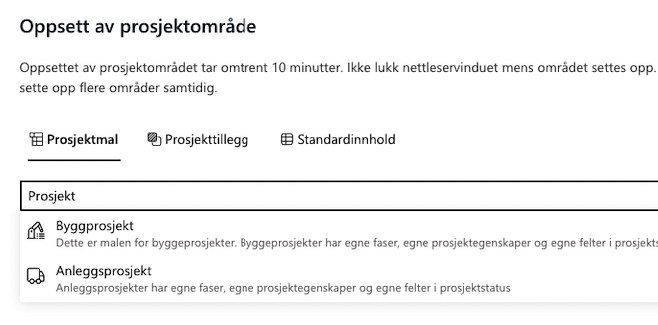 Oppsett av prosjektområde
Oppsettet av prosjektområdet tar omtrent 10 minutter. Ikke lukk nettleservinduet mens området settes opp.
sette opp flere områder samtidig.
Prosjektmal Prosjekttillegg Standardinnhold
Prosjekt
Byggprosjekt
Dette er malen for byggeprosjekter. Byggeprosjekter har egne faser, egne prosjektegenskaper og egne felter i prosjekts
Anleggsprosjekt
Anleggsprosjekter har egne faser, egne prosjektegenskaper og egne felter i prosjektstatus